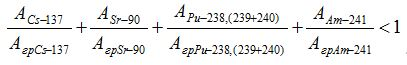 A_{Cs–137}/A_{грCs–137} + A_{Sr–90}/A_{грSr–90} + A_{Pu–238,(239+240)}/A_{грPu–238,(239+240)} + A_{Am–241}/A_{грAm–241} < 1